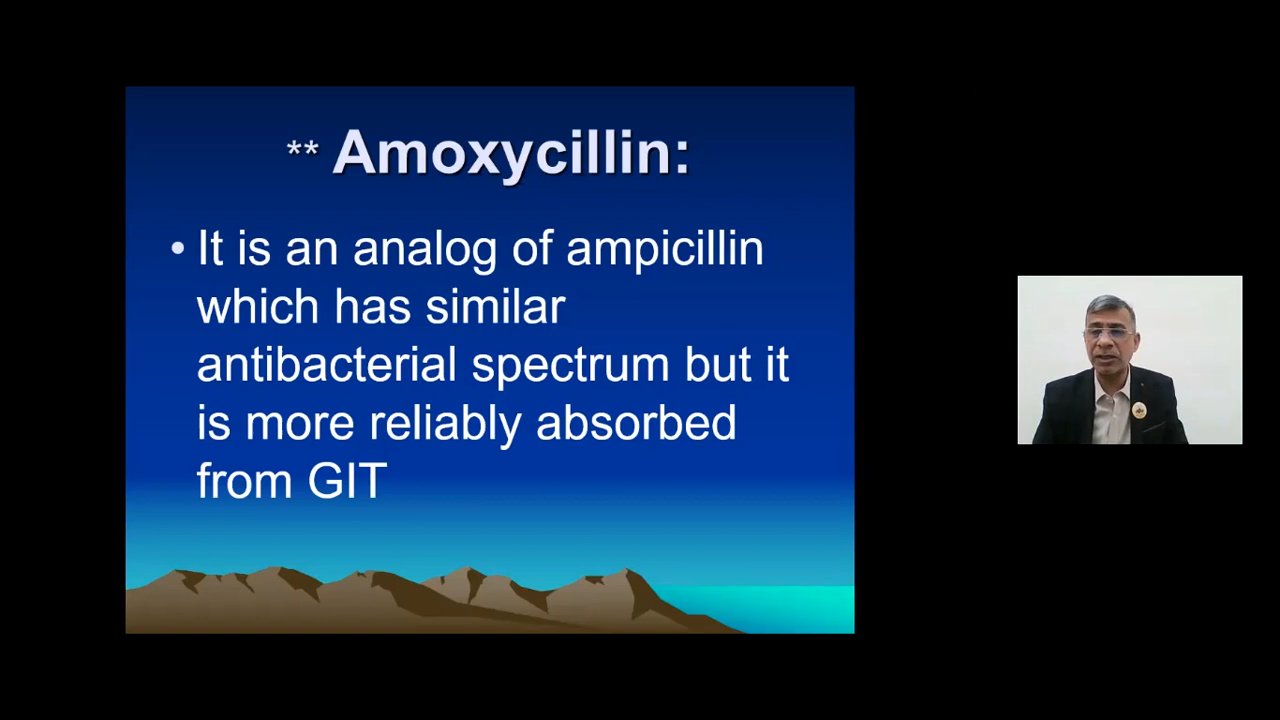 ** Amoxycillin:
• It is an analog of ampicillin
which has similar
antibacterial spectrum but it
is more reliably absorbed
from GIT